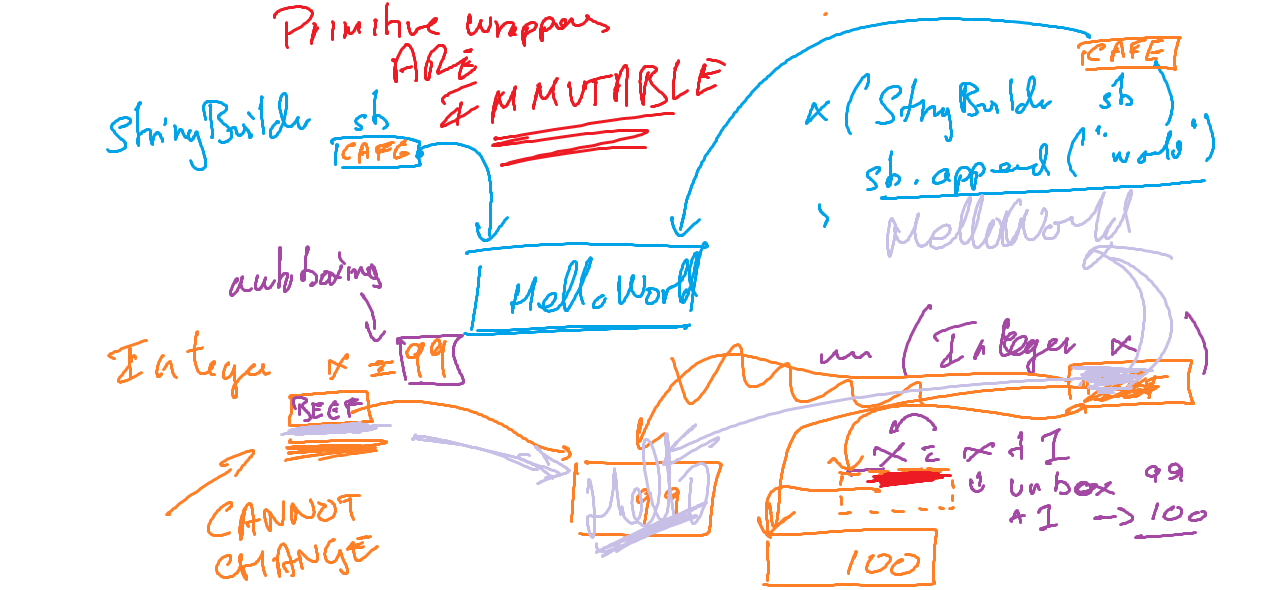 Primitive wrappers
ARE
IMMUTABLE
StringBuilder sb
CAFE
CAFE
(StringBuilder sb)
sb.append("world")
HelloWorld
HelloWorld
autoboxing
Integer x = 99
BEEF
CANNOT
CHANGE
Hello
99
(Integer x)
x = x + 1
unbox 99
+1 -> 100
100